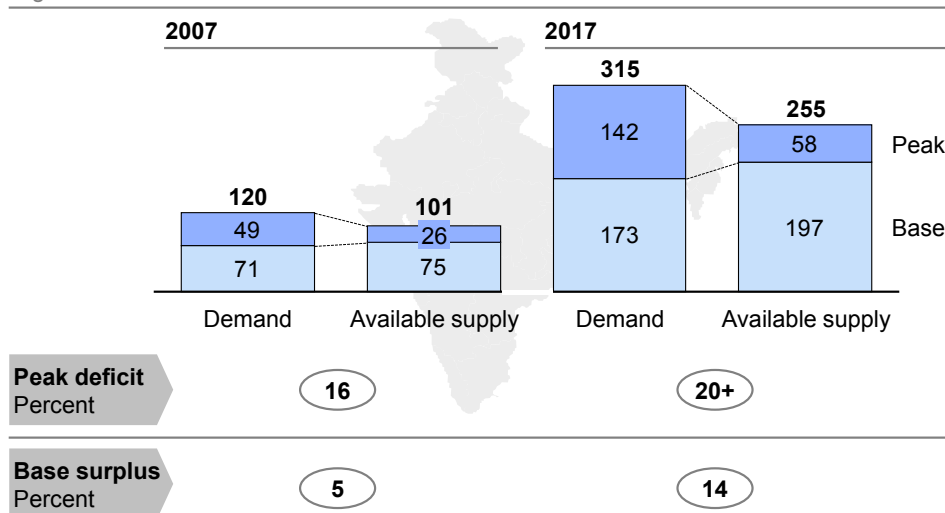 2007
2017
315
255
142
58
Peak
120
101
49
26
173
197
Base
71
75
Demand
Available supply
Demand
Available supply
Peak deficit
Percent
16
20+
Base surplus
Percent
5
14